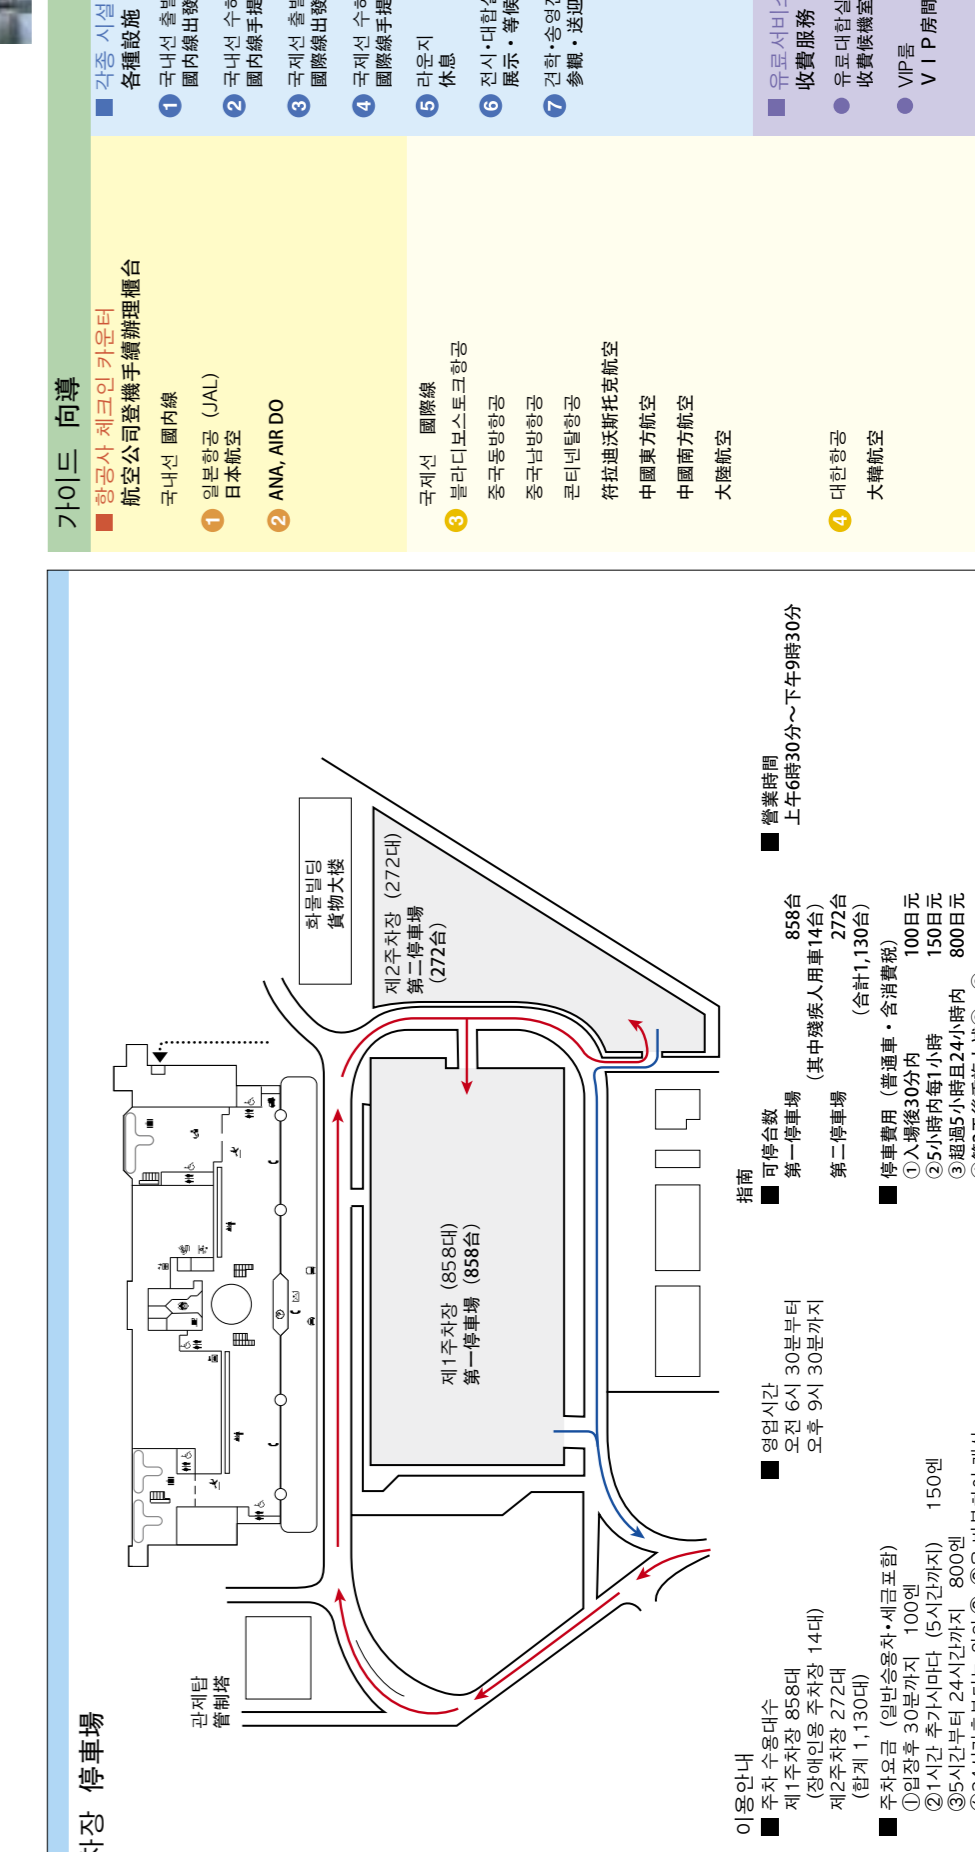 가이드 向導
■ 항공사 체크인 카운터
航空公司登機手續辦理櫃台
국내선 國内線
1 일본항공 (JAL)
日本航空
2 ANA, AIR DO
국제선 國際線
3 블라디보스토크항공
중국동방항공
중국남방항공
콘티넨탈항공
符拉迪沃斯托克航空
中國東方航空
中國南方航空
大陸航空
4 대한항공
大韓航空
■ 각종 시설
各種設施
1 국내선 출발
國内線出發
2 국내선 수하
國内線手提
3 국제선 출발
國際線出發
4 국제선 수하
國際線手提
5 라운지
休息
6 전시•대합실
展示・等候
7 견학•송영
參觀・送迎
■ 유료서비스
收費服務
● 유료대합실
收費候機室
● VIP룸
VIP房間
차장 停車場
관제탑
管制塔
화물빌딩
貨物大楼
제1주차장 (858대)
第一停車場 (858台)
제2주차장 (272대)
第二停車場
(272台)
이용안내
■ 주차 수용대수
제1주차장 858대
(장애인용 주차장 14대)
제2주차장 272대
(합계 1,130대)
■ 주차요금 (일반승용차•세금포함)
①입장후 30분까지 100엔
②1시간 추가시마다 (5시간까지) 150엔
③5시간부터 24시간까지 800엔
■ 영업시간
오전 6시 30분부터
오후 9시 30분까지
指南
■ 可停台数
第一停車場 858台
(其中殘疾人用車14台)
第二停車場 272台
(合計1,130台)
■ 停車費用 (普通車・含消費税)
①入場後30分内 100日元
②5小時内每1小時 150日元
③超過5小時且24小時内 800日元
■ 營業時間
上午6時30分～下午9時30分